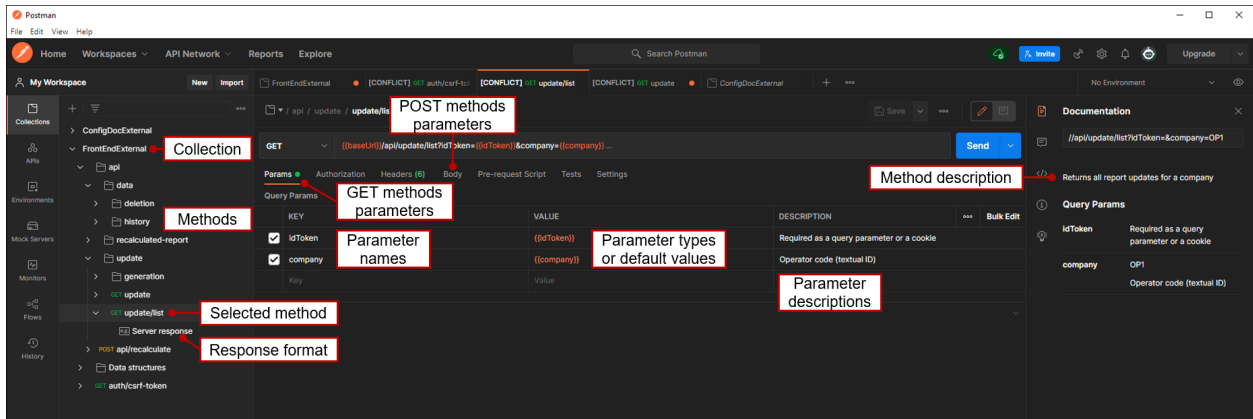 Postman
File Edit View Help
Home Workspaces API Network Reports Explore Search Postman Invite Upgrade
My Workspace New Import FrontEndExternal [CONFLICT] GET auth/csrf-tok [CONFLICT] GET update/list [CONFLICT] GET update ConfigDocExternal No Environment
Collections
APIs
Environments
Mock Servers
Monitors
Flows
History
ConfigDocExternal
FrontEndExternal
api
data
deletion
history
recalculated-report
update
generation
GET update
GET update/list
e.g. Server response
POST api/recalculate
Data structures
GET auth/csrf-token
Collection
Methods
Selected method
Response format
/ api / update / update/lis
POST methods
parameters
Save
GET {{baseUrl}}/api/update/list?idToken={{idToken}}&company={{company}}... Send
Params Authorization Headers (6) Body Pre-request Script Tests Settings
GET methods
parameters
Query Params
KEY VALUE DESCRIPTION Bulk Edit
idToken {{idToken}} Required as a query parameter or a cookie
company {{company}} Operator code (textual ID)
Key Value
Parameter
names
Parameter types
or default values
Parameter
descriptions
Documentation
//api/update/list?idToken=&company=OP1
Method description
Returns all report updates for a company
Query Params
idToken Required as a query
parameter or a cookie
company OP1
Operator code (textual ID)